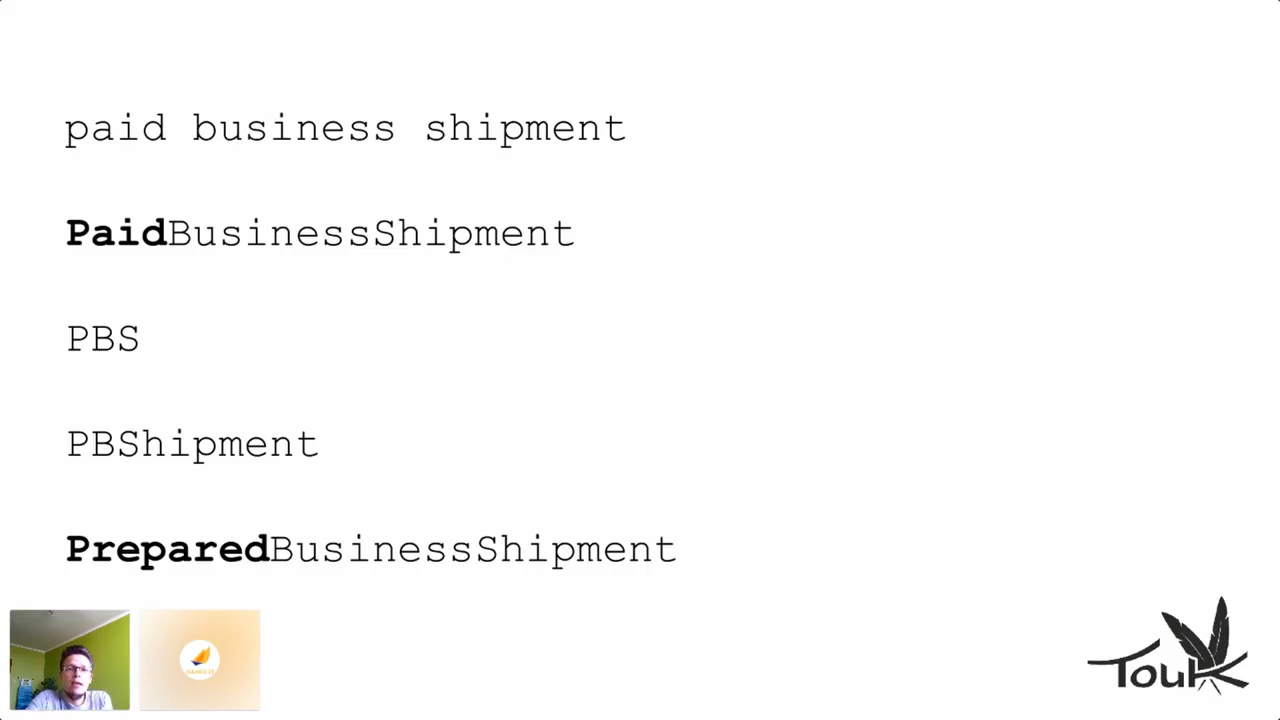 paid business shipment
PaidBusinessShipment
PBS
PBShipment
PreparedBusinessShipment
TouK